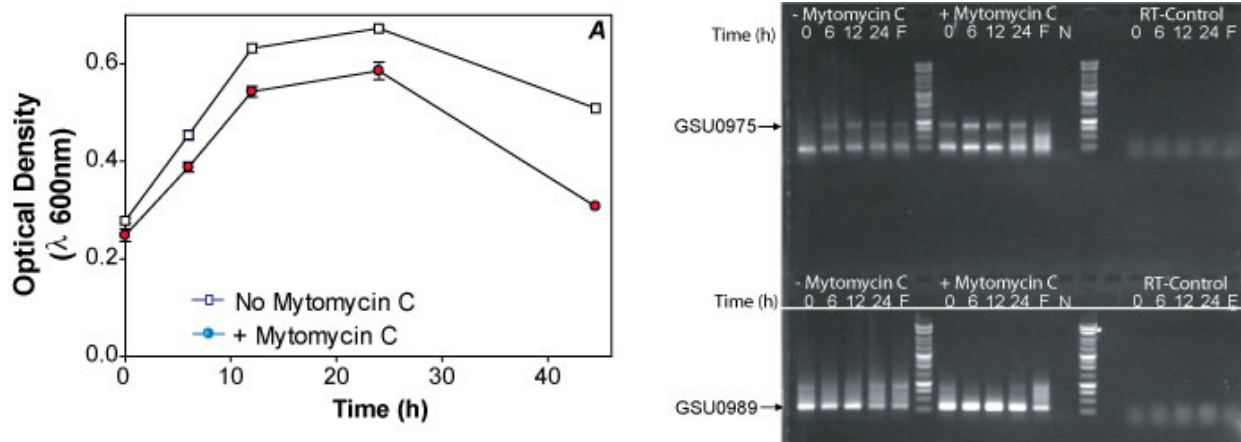 A
0.6
0.4
0.2
0.0
0
10
20
30
40
Optical Density
(λ 600nm)
Time (h)
No Mytomycin C
+ Mytomycin C
- Mytomycin C + Mytomycin C RT-Control
Time (h) 0 6 12 24 F 0 6 12 24 F N 0 6 12 24 F
GSU0975
- Mytomycin C + Mytomycin C RT-Control
Time (h) 0 6 12 24 F 0 6 12 24 F N 0 6 12 24 F
GSU0989